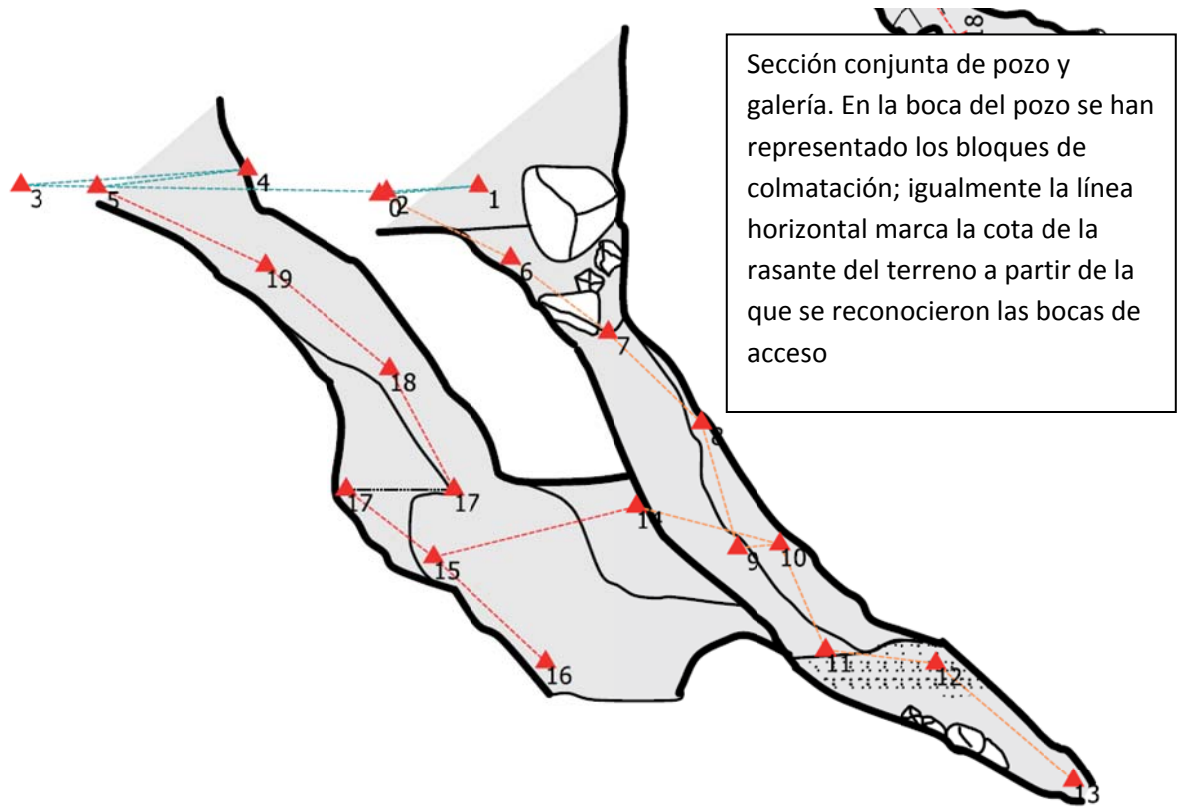 18
Sección conjunta de pozo y
galería. En la boca del pozo se han
representado los bloques de
colmatación; igualmente la línea
horizontal marca la cota de la
rasante del terreno a partir de la
que se reconocieron las bocas de
acceso
4
3
5
0
2
1
6
19
7
18
8
17
17
14
15
9
10
16
11
12
13